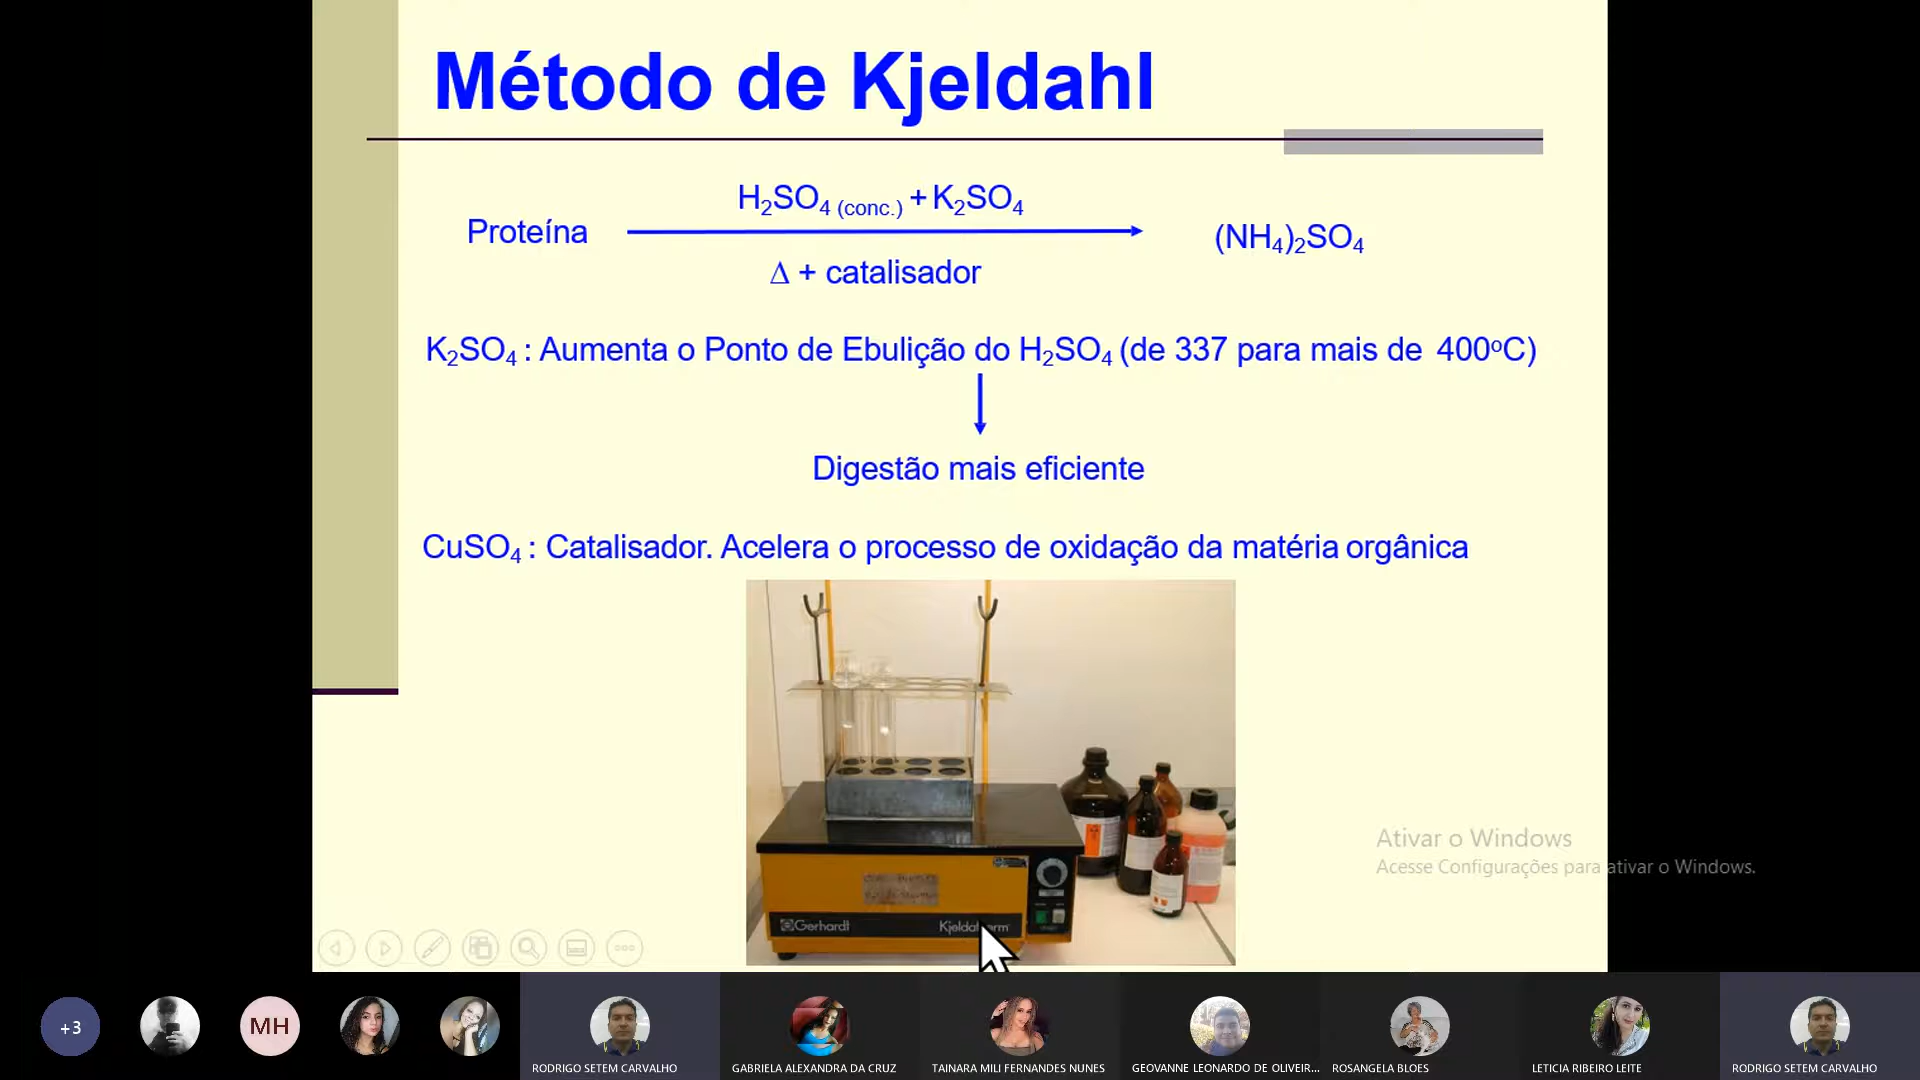 Método de Kjeldahl
H₂SO₄ (conc.) + K₂SO₄
Proteína
(NH₄)₂SO₄
Δ + catalisador
K₂SO₄ : Aumenta o Ponto de Ebulição do H₂SO₄ (de 337 para mais de 400ºC)
Digestão mais eficiente
CuSO₄ : Catalisador. Acelera o processo de oxidação da matéria orgânica
Gerhardt
Ativar o Windows
Acesse Configurações para ativar o Windows.
+3
MH
RODRIGO SETEM CARVALHO
GABRIELA ALEXANDRA DA CRUZ
TAINARA MILI FERNANDES NUNES
GEOVANNE LEONARDO DE OLIVEIR...
ROSANGELA BLOES
LETICIA RIBEIRO LEITE
RODRIGO SETEM CARVALHO